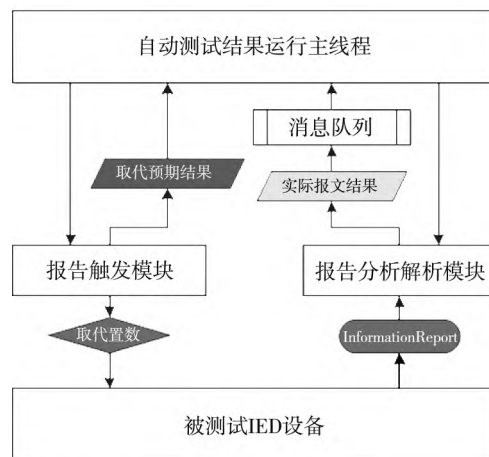 自动测试结果运行主线程
消息队列
取代预期结果
实际报文结果
报告触发模块
报告分析解析模块
取代置数
InformationReport
被测试IED设备